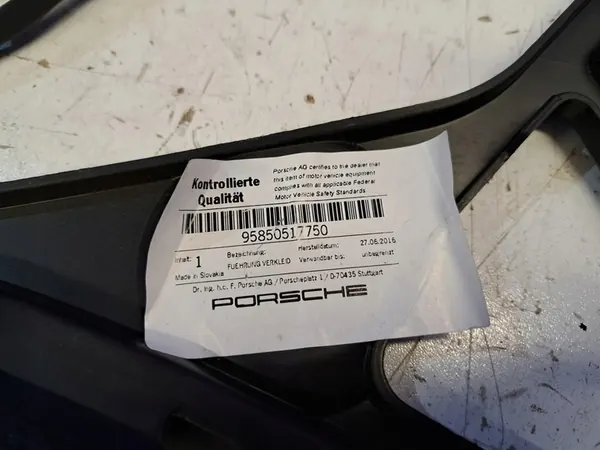 Kontrollierte
Qualität
Porsche AG certifies to the dealer that
this item of motor vehicle equipment
complies with all applicable Federal
Motor Vehicle Safety Standards
95850517750
Inhalt: 1 Bezeichnung: Herstelldatum: 27.06.2016
FUEHRUNG VERKLEID Verwendbar bis: unbegrenzt
Made in Slovakia
Dr. Ing. h.c. F. Porsche AG / Porscheplatz 1 / D-70435 Stuttgart
PORSCHE